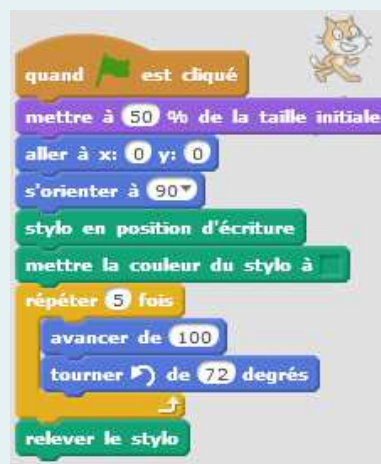 quand est cliqué
mettre à 50 % de la taille initiale
aller à x: 0 y: 0
s'orienter à 90
stylo en position d'écriture
mettre la couleur du stylo à
répéter 5 fois
avancer de 100
tourner de 72 degrés
relever le stylo